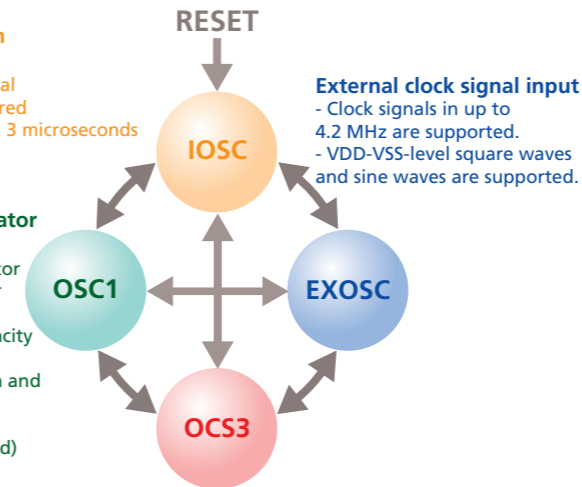 RESET
External clock signal input
- Clock signals in up to
4.2 MHz are supported.
- VDD-VSS-level square waves
and sine waves are supported.
3 microseconds
IOSC
OSC1
EXOSC
and
OCS3